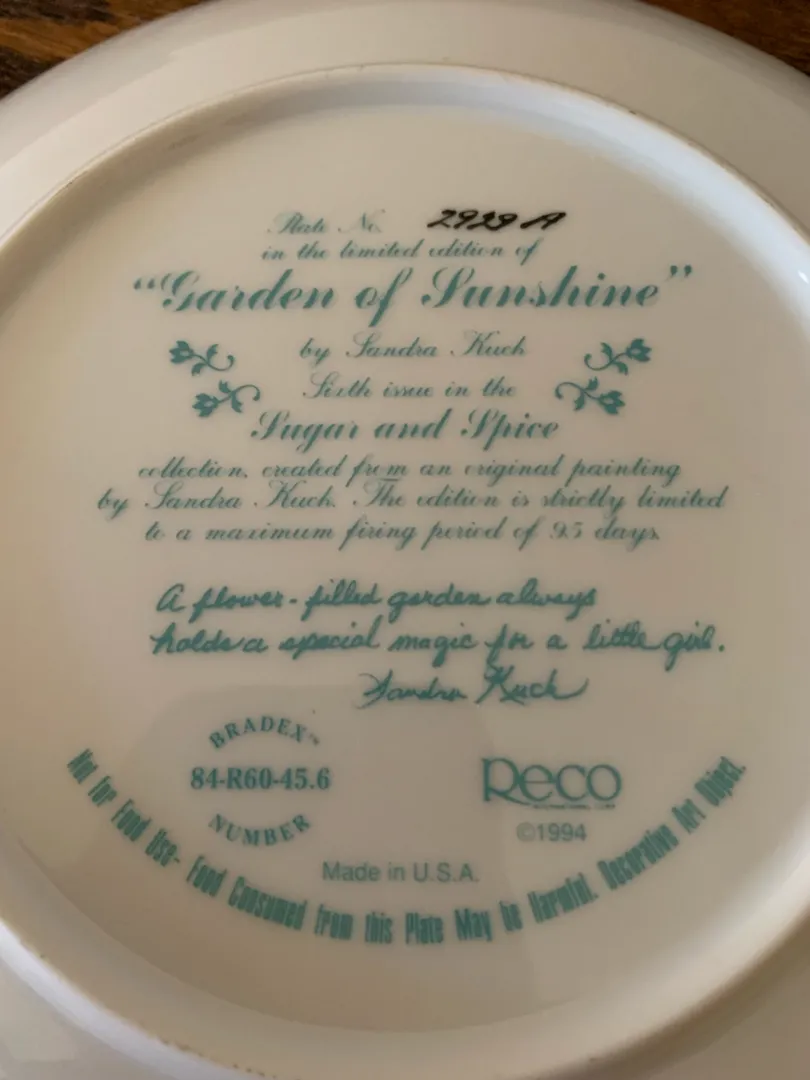 Plate No. 2929 A
in the limited edition of
"Garden of Sunshine"
by Sandra Kuck
Sixth issue in the
Sugar and Spice
collection, created from an original painting
by Sandra Kuck. The edition is strictly limited
to a maximum firing period of 95 days.
A flower-filled garden always
holds a special magic for a little girl.
Sandra Kuck
BRADEX™
84-R60-45.6
NUMBER
Reco
INTERNATIONAL CORP.
©1994
Made in U.S.A.
Not For Food Use- Food Consumed from this Plate May be Harmful. Decorative Art Object.